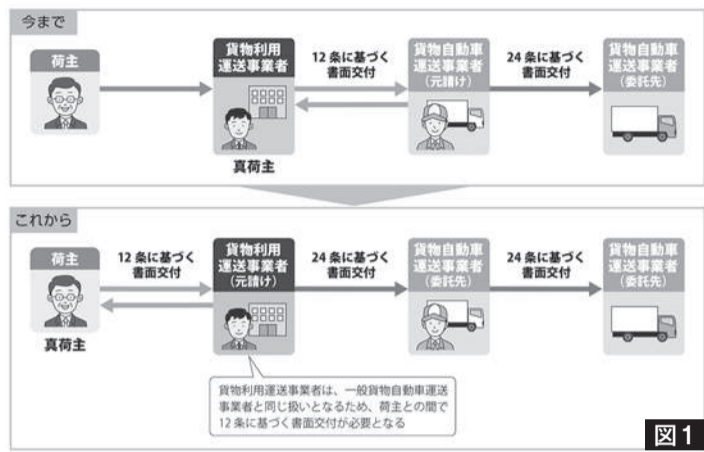 今まで
荷主
貨物利用
運送事業者
真荷主
12条に基づく
書面交付
貨物自動車
運送事業者
(元請け)
24条に基づく
書面交付
貨物自動車
運送事業者
(委託先)
これから
荷主
真荷主
12条に基づく
書面交付
貨物利用
運送事業者
(元請け)
24条に基づく
書面交付
貨物自動車
運送事業者
(委託先)
24条に基づく
書面交付
貨物自動車
運送事業者
(委託先)
貨物利用運送事業者は、一般貨物自動車運送
事業者と同じ扱いとなるため、荷主との間で
12条に基づく書面交付が必要となる
図1